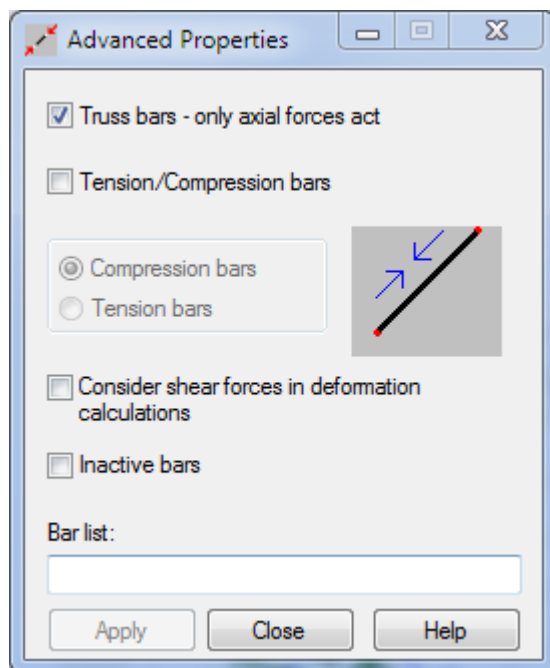 Advanced Properties
Truss bars - only axial forces act
Tension/Compression bars
Compression bars
Tension bars
Consider shear forces in deformation
calculations
Inactive bars
Bar list:
Apply Close Help